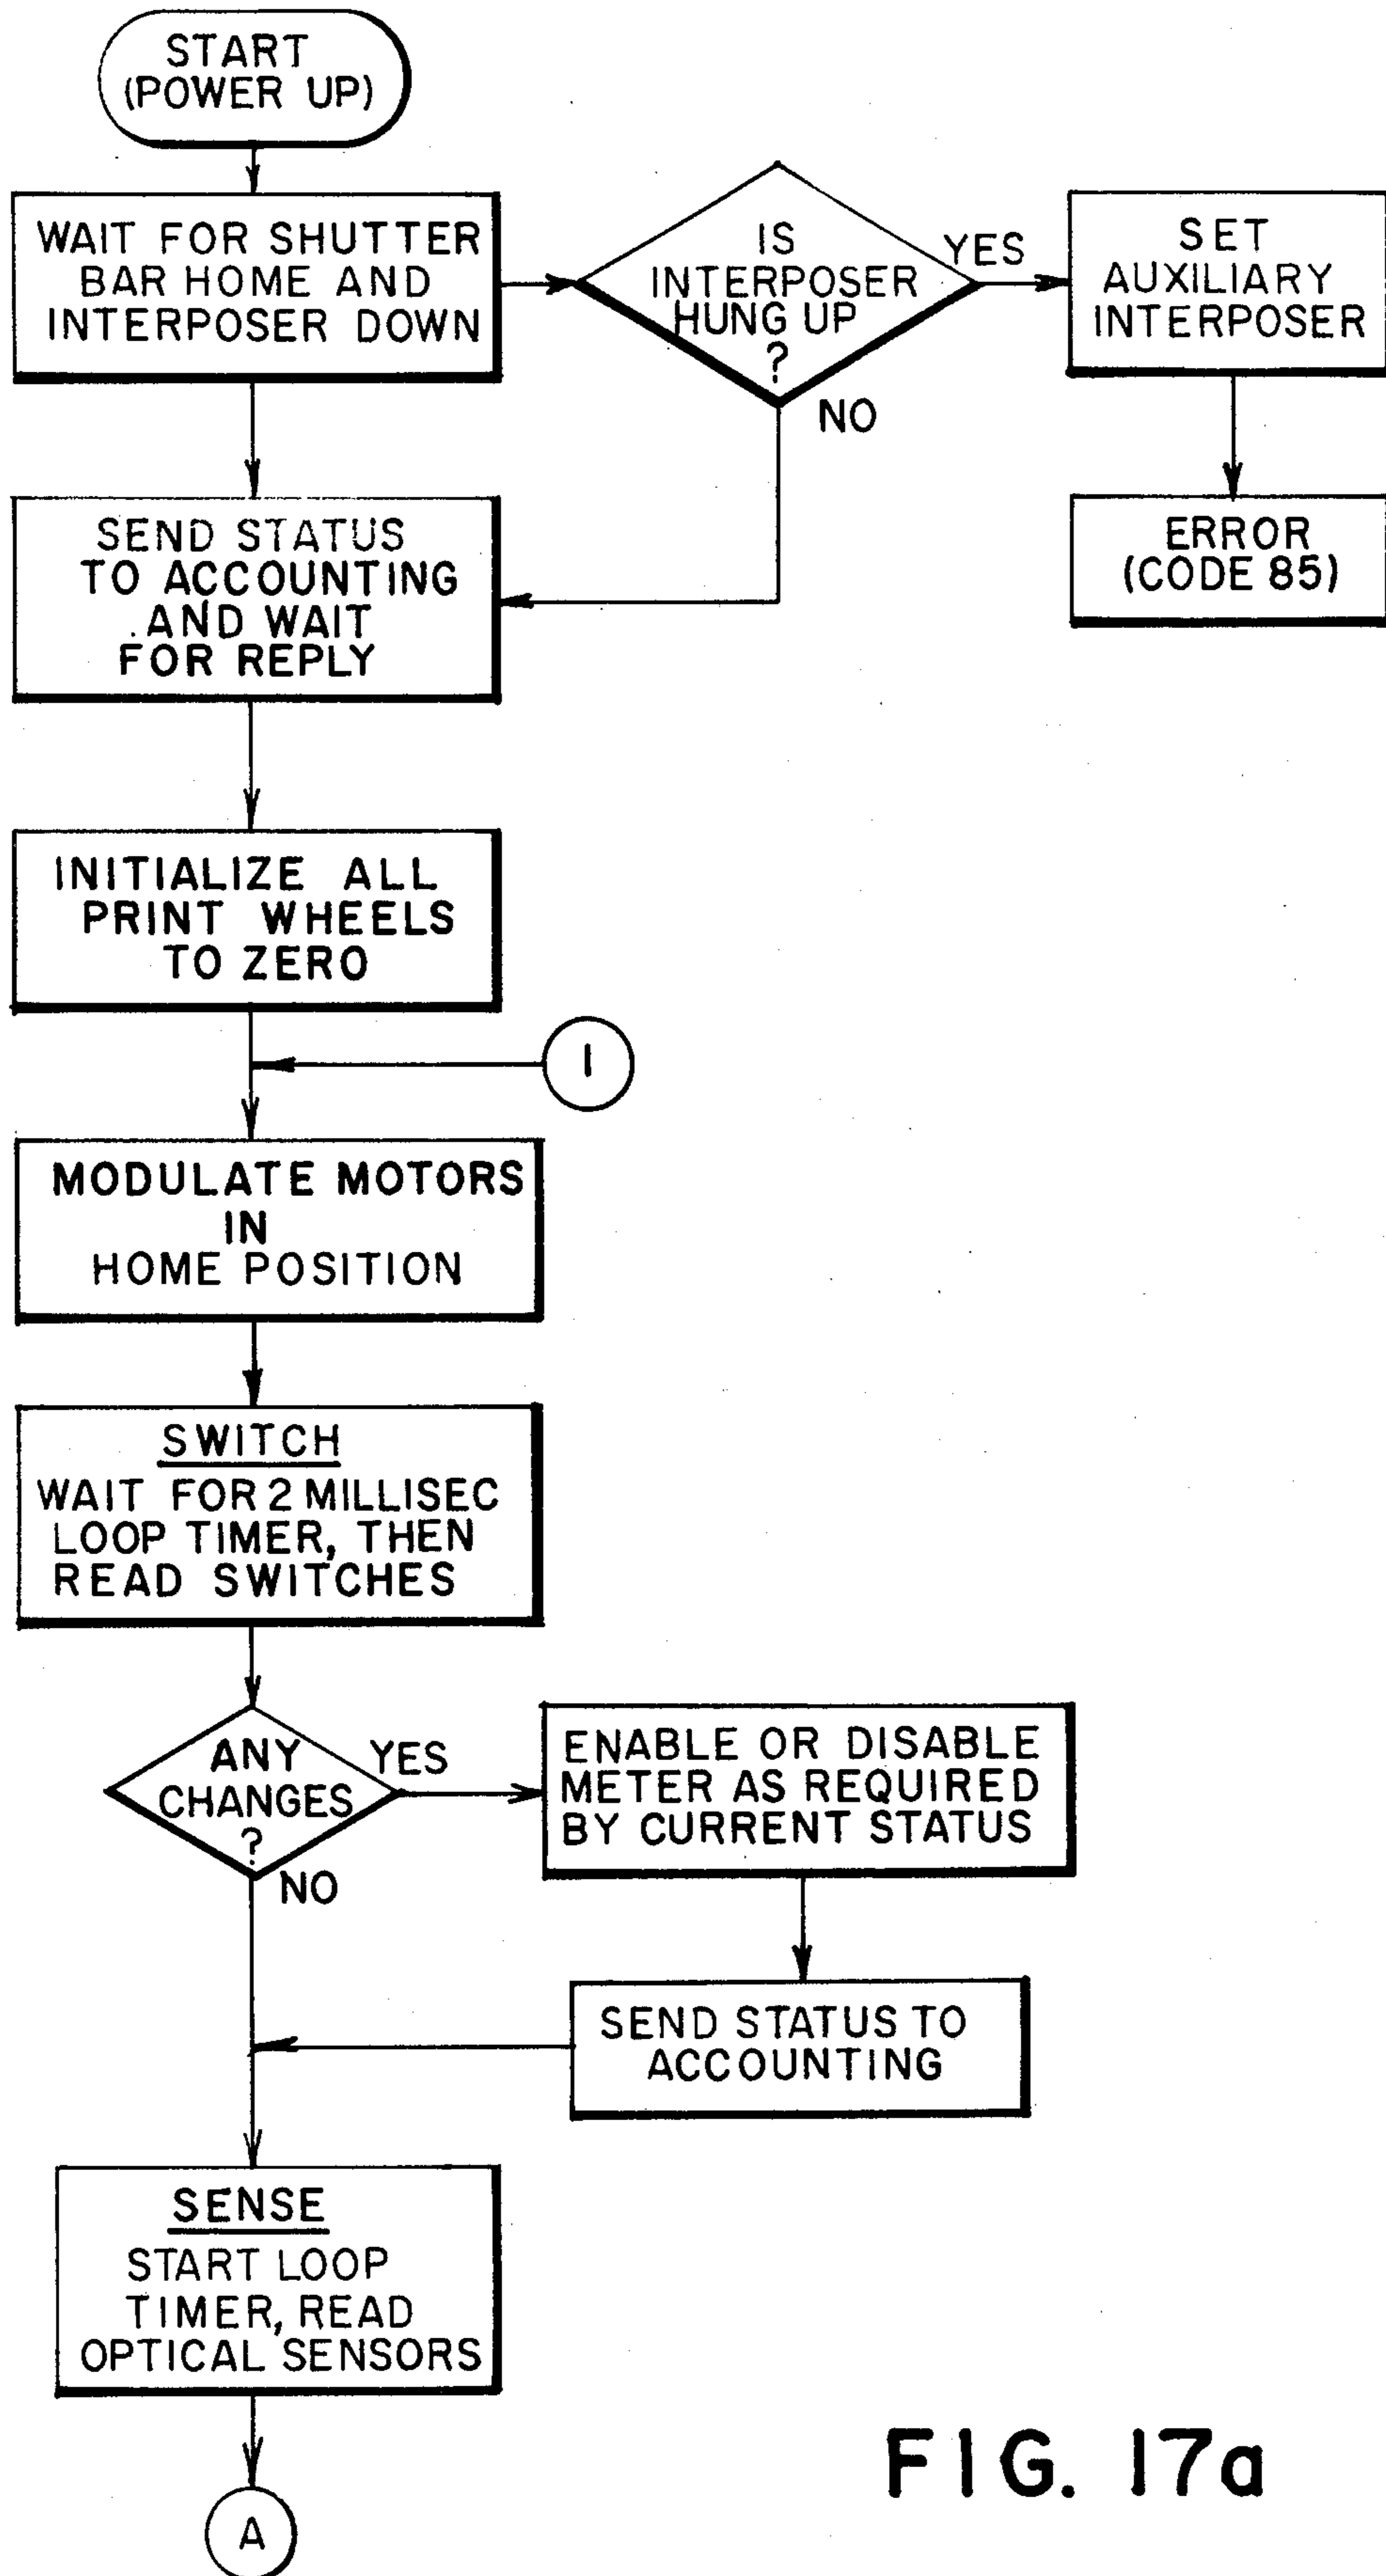 START
(POWER UP)
WAIT FOR SHUTTER
BAR HOME AND
INTERPOSER DOWN
IS
INTERPOSER
HUNG UP
?
YES
NO
SET
AUXILIARY
INTERPOSER
ERROR
(CODE 85)
SEND STATUS
TO ACCOUNTING
AND WAIT
FOR REPLY
INITIALIZE ALL
PRINT WHEELS
TO ZERO
I
MODULATE MOTORS
IN
HOME POSITION
SWITCH
WAIT FOR 2 MILLISEC
LOOP TIMER, THEN
READ SWITCHES
ANY
CHANGES
?
YES
NO
ENABLE OR DISABLE
METER AS REQUIRED
BY CURRENT STATUS
SEND STATUS TO
ACCOUNTING
SENSE
START LOOP
TIMER, READ
OPTICAL SENSORS
A
FIG. 17a